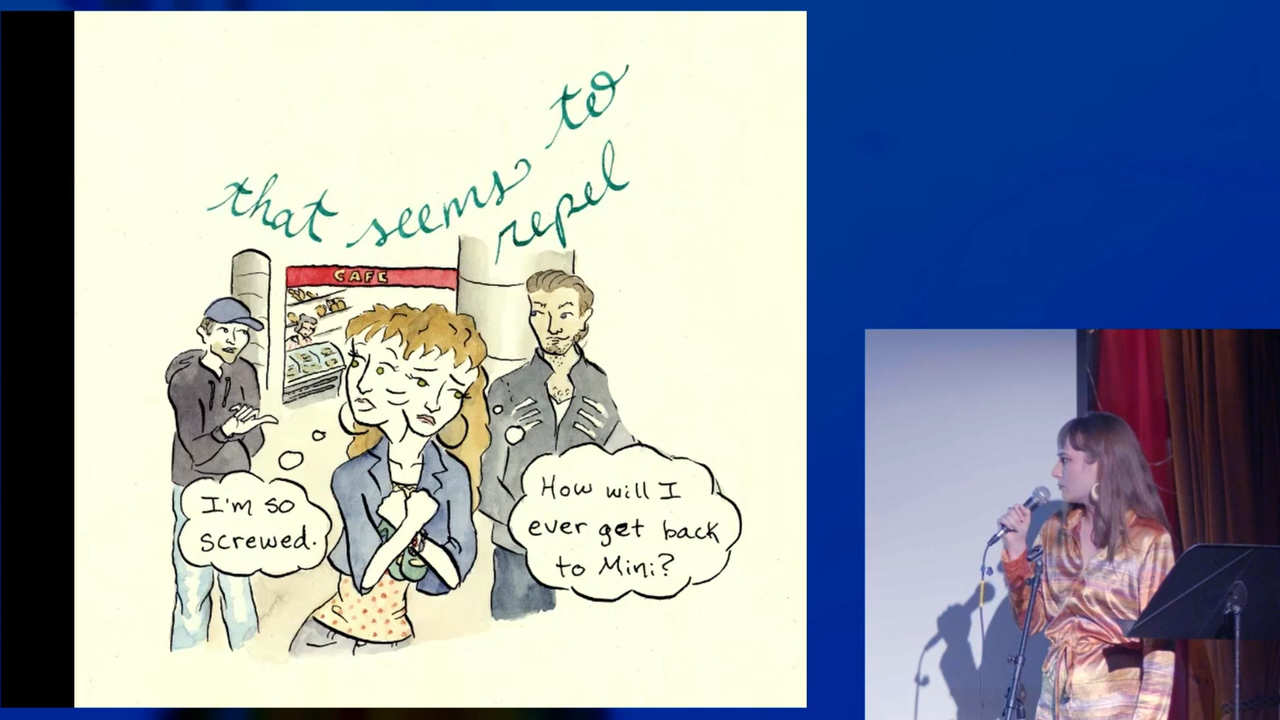 that seems to
repel
CAFE
I'm so
screwed.
How will I
ever get back
to Mini?